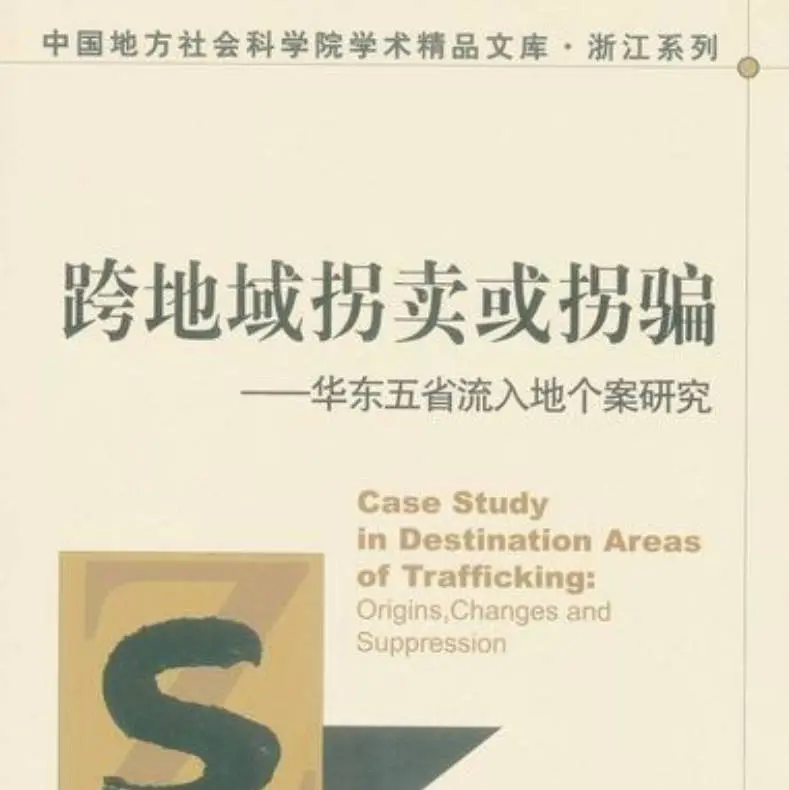 中国地方社会科学院学术精品文库·浙江系列
跨地域拐卖或拐骗
——华东五省流入地个案研究
Case Study
in Destination Areas
of Trafficking:
Origins,Changes and
Suppression
Z
S